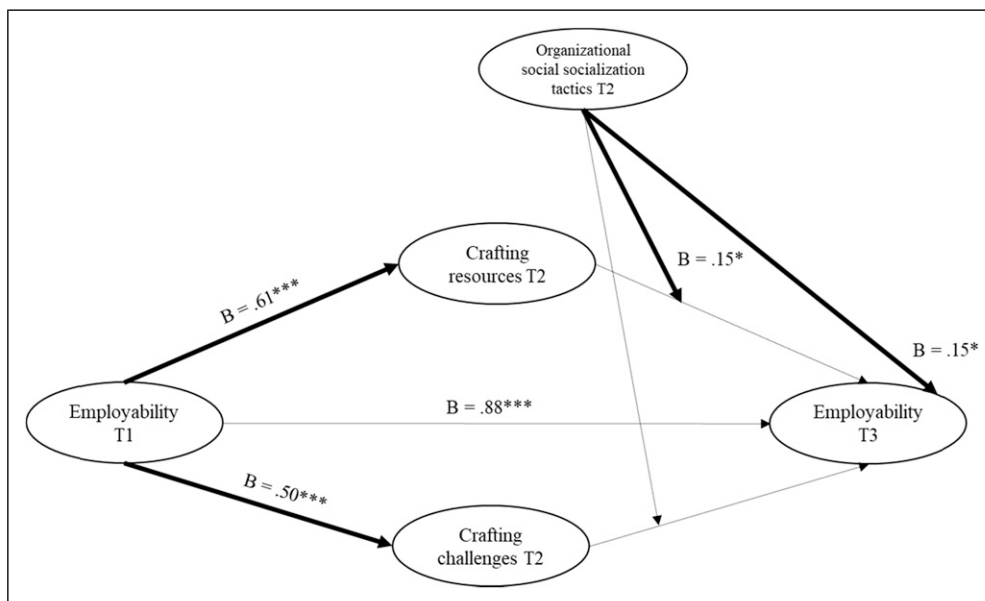 Organizational
social socialization
tactics T2
Crafting
resources T2
B = .15*
B = .61***
B = .15*
Employability
T1
B = .88***
Employability
T3
B = .50***
Crafting
challenges T2